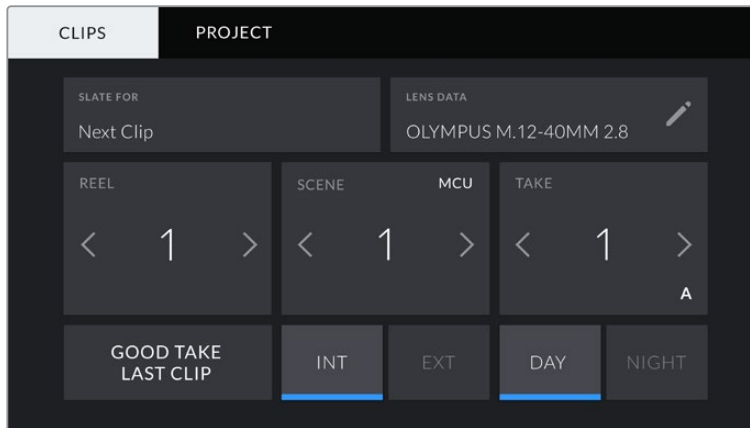 CLIPS PROJECT
SLATE FOR
Next Clip
LENS DATA
OLYMPUS M.12-40MM 2.8
REEL
1
SCENE MCU
1
TAKE
1
A
GOOD TAKE
LAST CLIP
INT
EXT
DAY
NIGHT